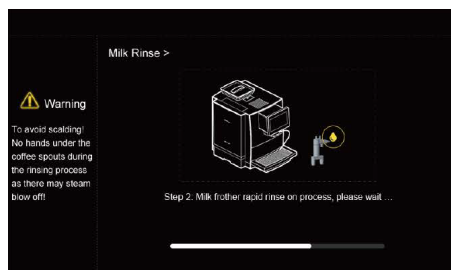 Milk Rinse >
Warning
To avoid scalding!
No hands under the
coffee spouts during
the rinsing process
as there may steam
blow off!
Step 2: Milk frother rapid rinse on process, please wait ...